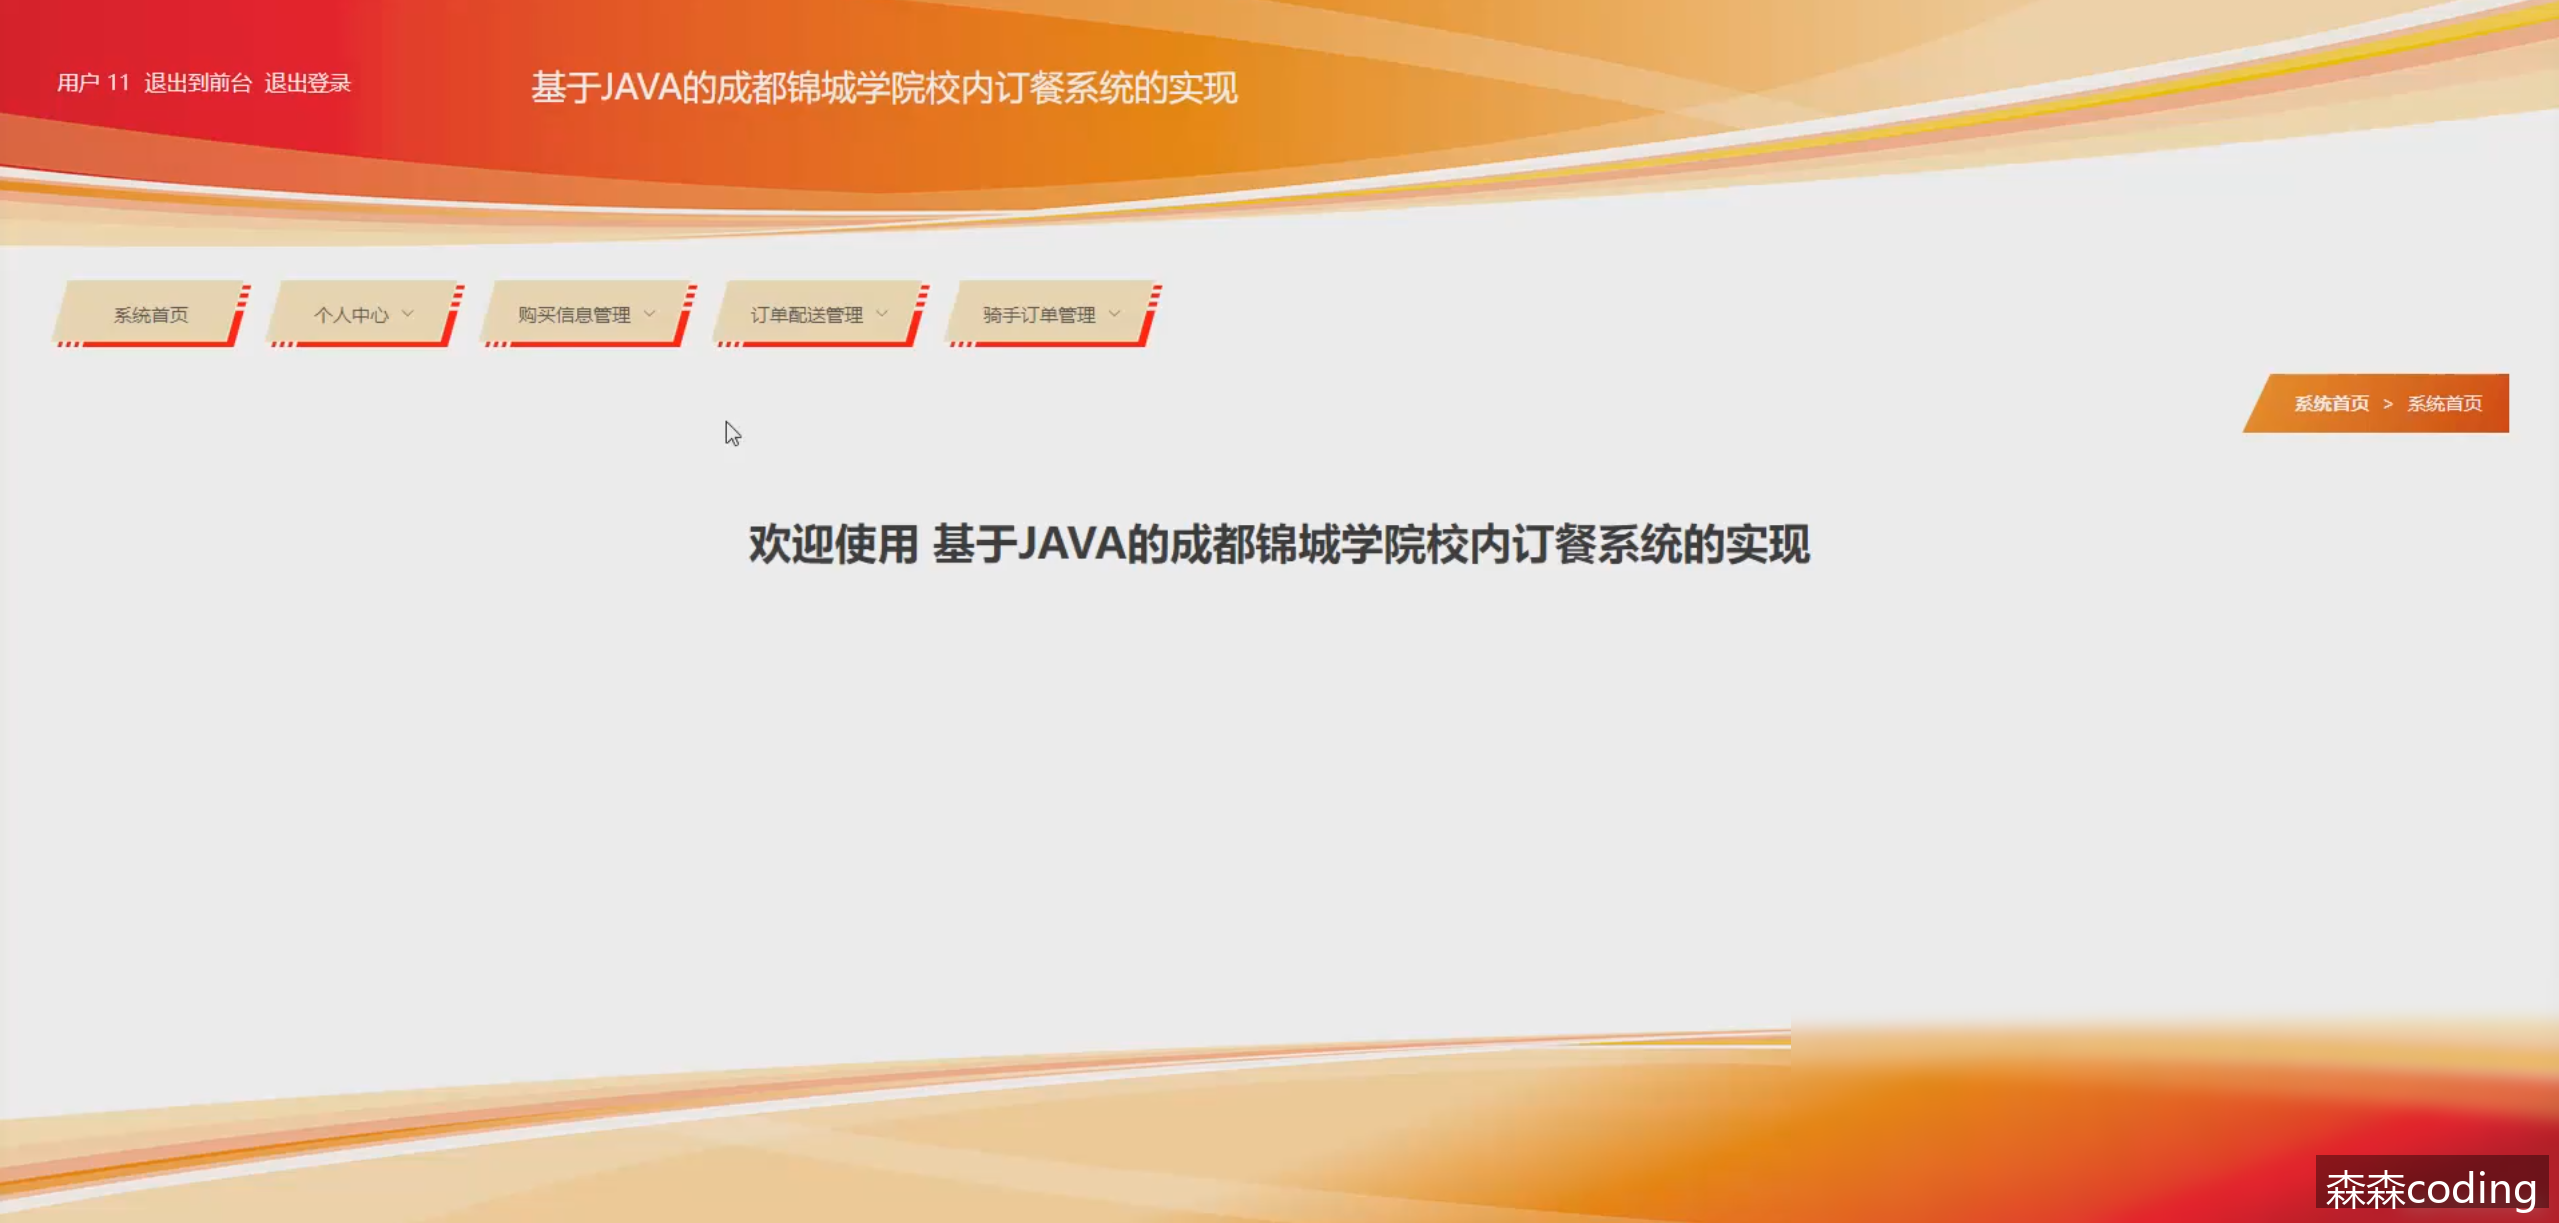 用户 11 退出到前台 退出登录
基于JAVA的成都锦城学院校内订餐系统的实现
系统首页
个人中心
购买信息管理
订单配送管理
骑手订单管理
系统首页 > 系统首页
欢迎使用 基于JAVA的成都锦城学院校内订餐系统的实现
森森coding